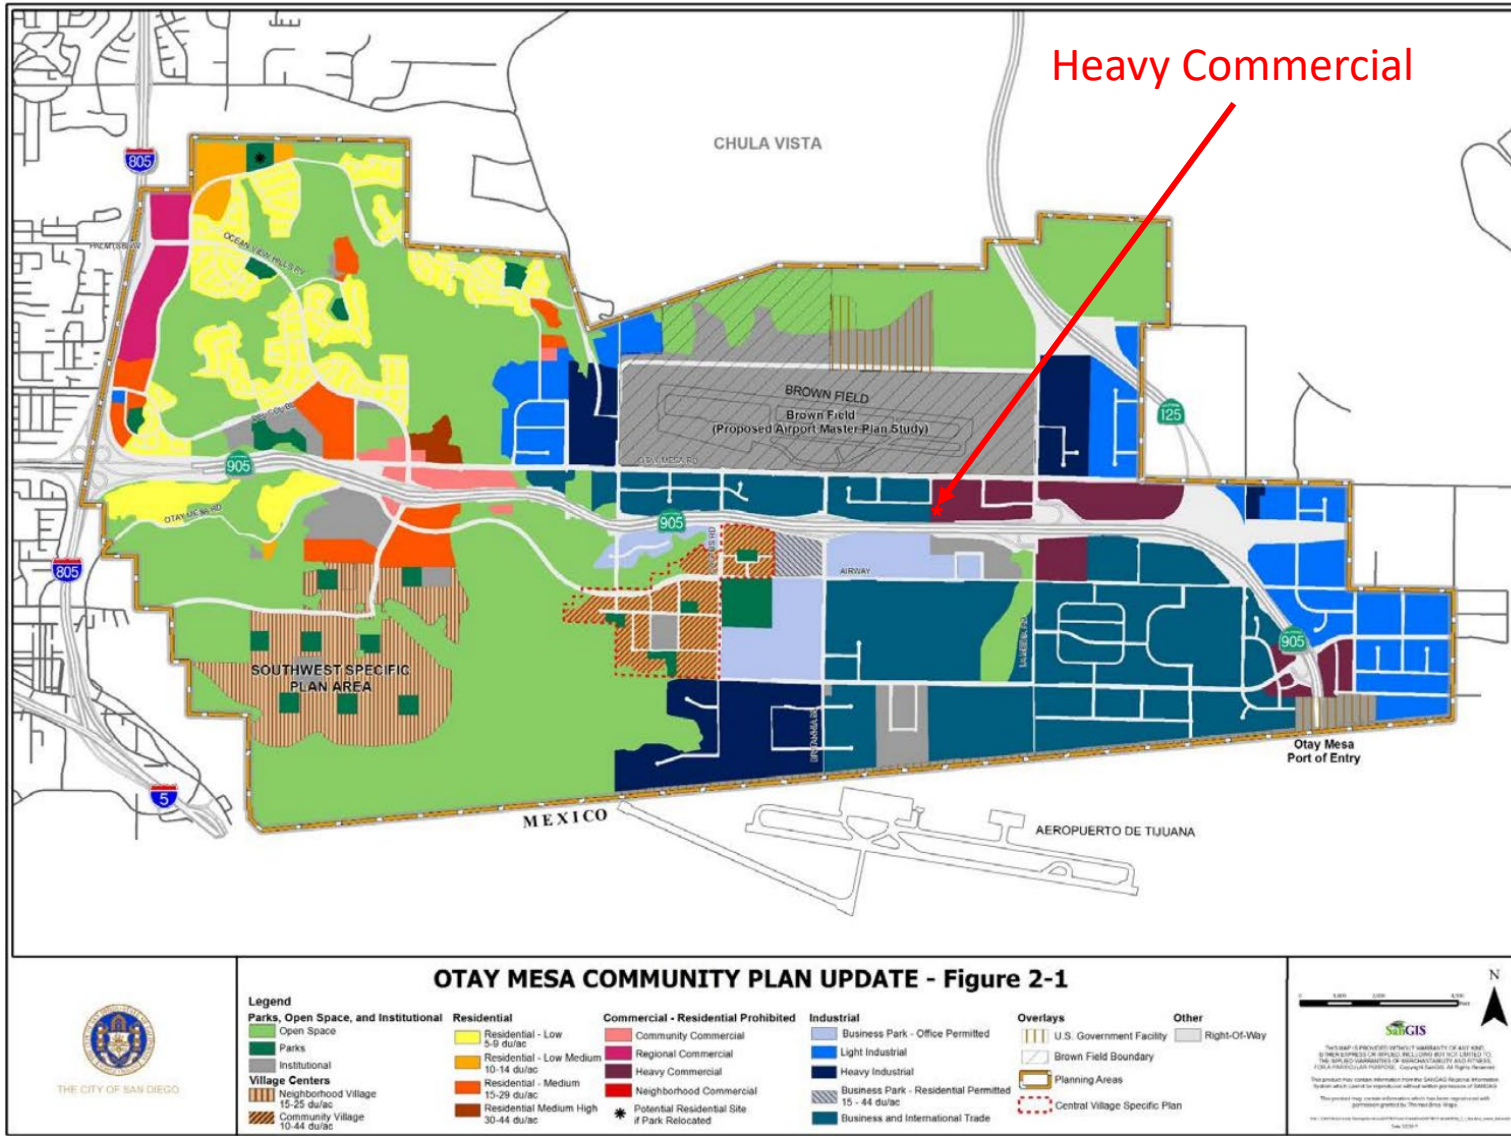 Heavy Commercial
CHULA VISTA
805
OCEAN VIEW HILLS PY
125
BROWN FIELD
Brown Field
(Proposed Airport Master Plan Study)
OTAY MESA RD
905
OTAY MESA RD
905
AIRWAY
805
905
SOUTHWEST SPECIFIC
PLAN AREA
BRITANNIA BL
Otay Mesa
Port of Entry
5
MEXICO
AEROPUERTO DE TIJUANA
OTAY MESA COMMUNITY PLAN UPDATE - Figure 2-1
THE CITY OF SAN DIEGO
Legend
Parks, Open Space, and Institutional
Open Space
Parks
Institutional
Village Centers
Neighborhood Village
15-25 du/ac
Community Village
10-44 du/ac
Residential
Residential - Low
5-9 du/ac
Residential - Low Medium
10-14 du/ac
Residential - Medium
15-29 du/ac
Residential Medium High
30-44 du/ac
Commercial - Residential Prohibited
Community Commercial
Regional Commercial
Heavy Commercial
Neighborhood Commercial
Potential Residential Site
if Park Relocated
Industrial
Business Park - Office Permitted
Light Industrial
Heavy Industrial
Business Park - Residential Permitted
15 - 44 du/ac
Business and International Trade
Overlays
U.S. Government Facility
Brown Field Boundary
Planning Areas
Central Village Specific Plan
Other
Right-Of-Way
N
SanGIS